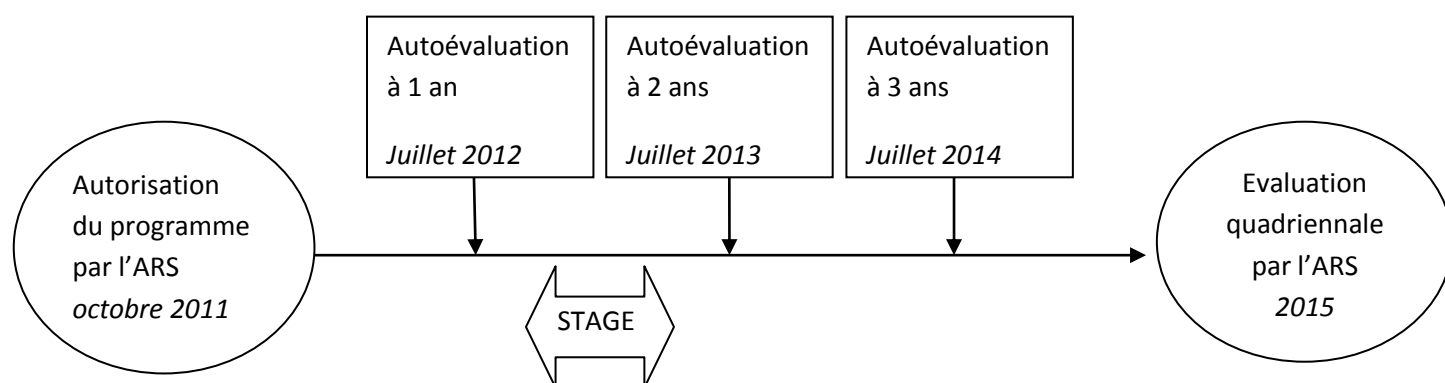 Autoévaluation
à 1 an
Juillet 2012
Autoévaluation
à 2 ans
Juillet 2013
Autoévaluation
à 3 ans
Juillet 2014
Autorisation
du programme
par l’ARS
octobre 2011
Evaluation
quadriennale
par l’ARS
2015
STAGE